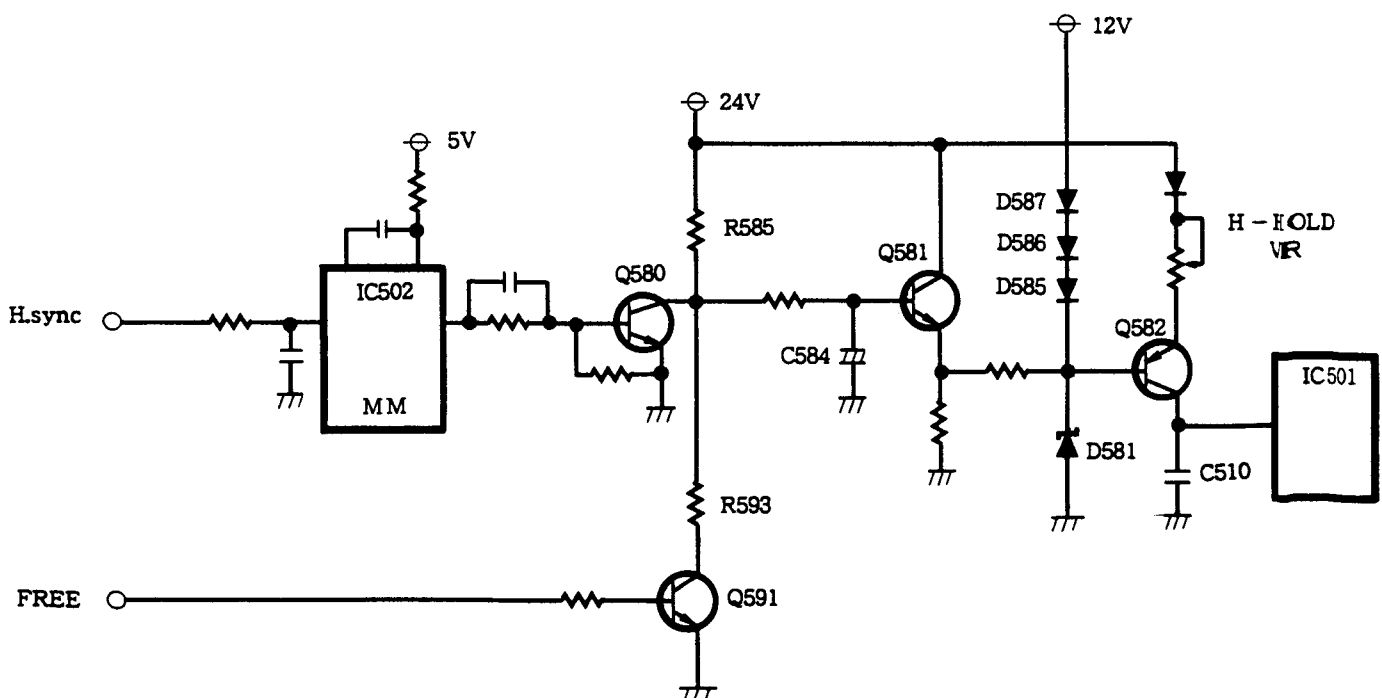 12V
24V
5V
D587
R585
H-HOLD
D586
VR
Q581
Q580
IC502
D585
Q582
H.sync
C584
IC501
MM
D581
C510
R593
FREE
Q591